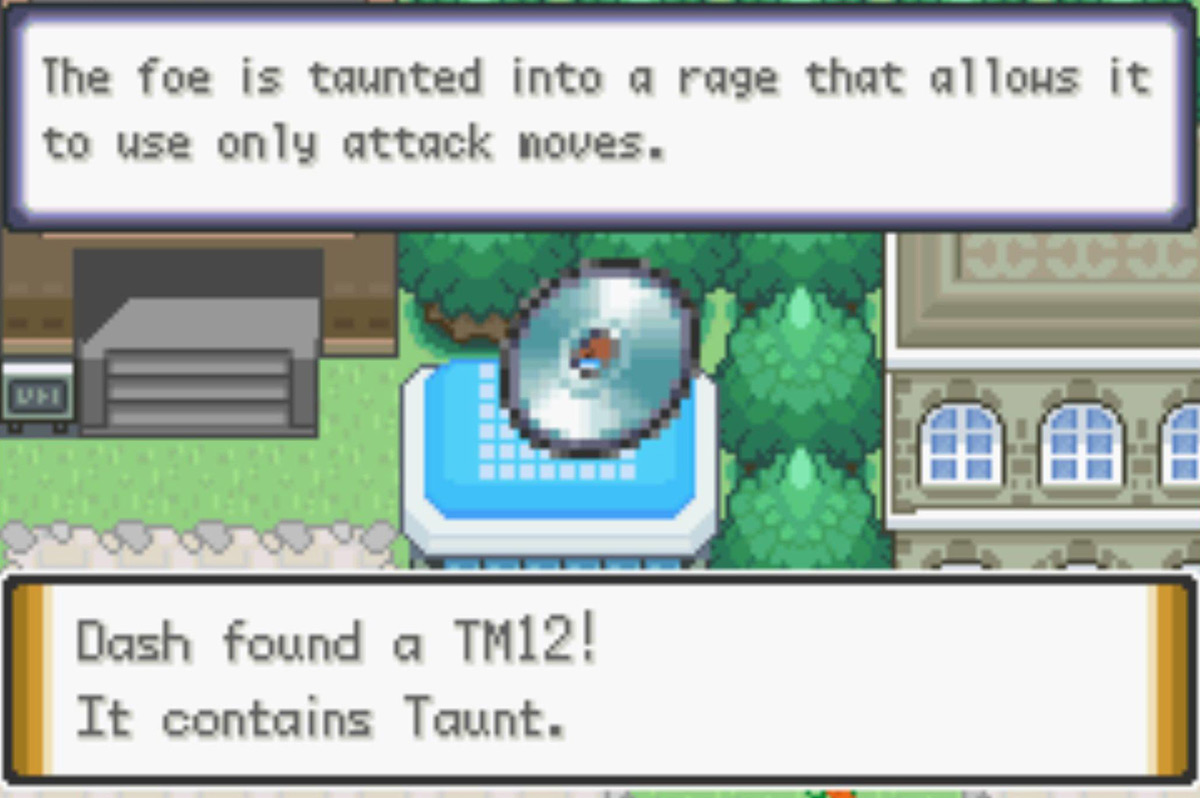 The foe is taunted into a rage that allows it
to use only attack moves.
Dash found a TM12!
It contains Taunt.